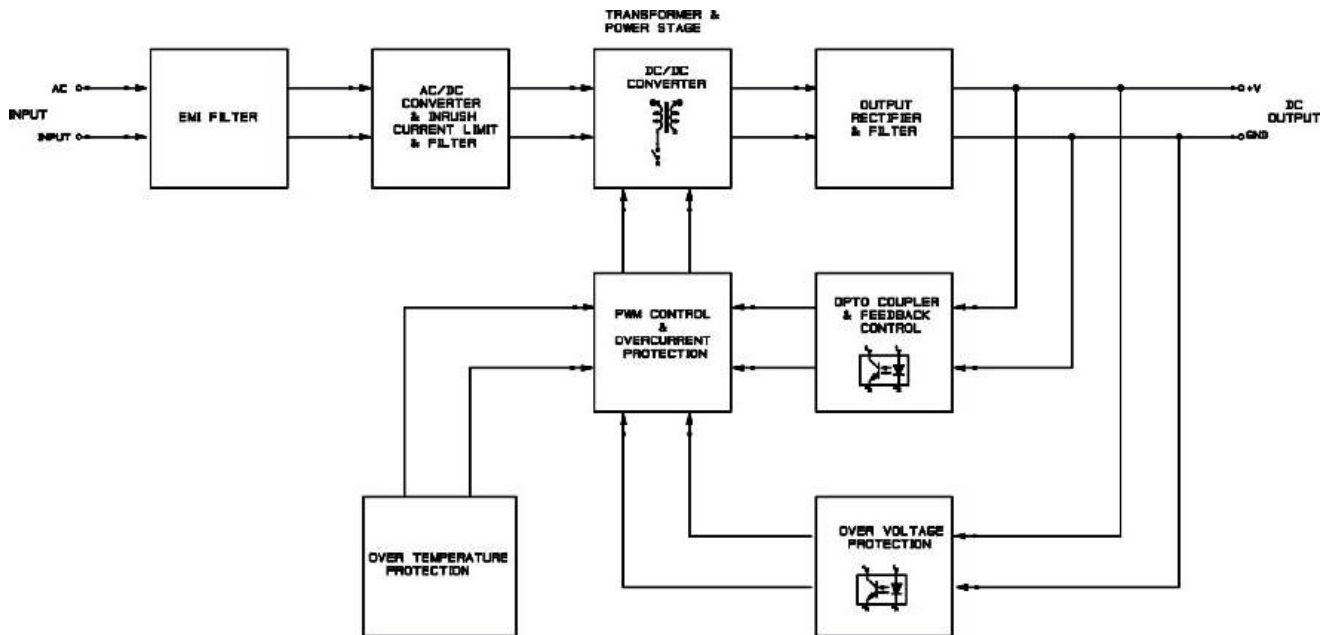 TRANSFORMER &
POWER STAGE
AC
INPUT
INPUT
EMI FILTER
AC/DC
CONVERTER
& INRUSH
CURRENT LIMIT
& FILTER
DC/DC
CONVERTER
OUTPUT
RECTIFIER
& FILTER
+V
DC
OUTPUT
GND
PWM CONTROL
&
OVERCURRENT
PROTECTION
OPTO COUPLER
& FEEDBACK
CONTROL
OVER TEMPERATURE
PROTECTION
OVER VOLTAGE
PROTECTION